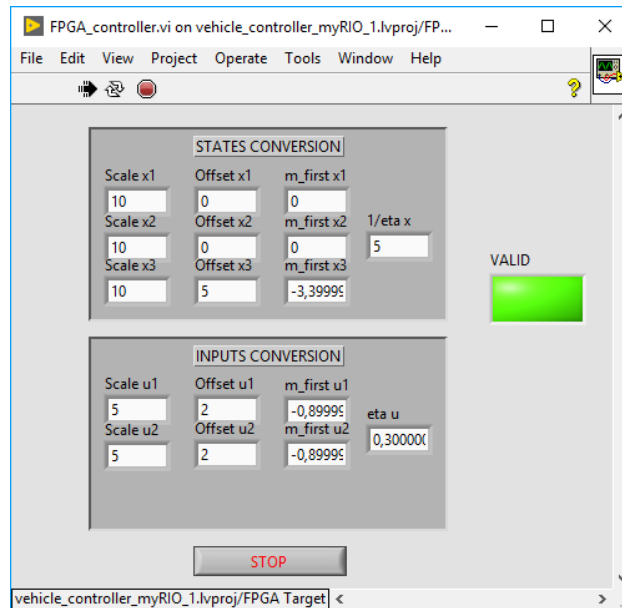 FPGA_controller.vi on vehicle_controller_myRIO_1.lvproj/FP...
File Edit View Project Operate Tools Window Help
STATES CONVERSION
Scale x1 Offset x1 m_first x1
10 0 0
Scale x2 Offset x2 m_first x2 1/eta x
10 0 0 5
Scale x3 Offset x3 m_first x3
10 5 -3,39999
VALID
INPUTS CONVERSION
Scale u1 Offset u1 m_first u1
5 2 -0,89999
Scale u2 Offset u2 m_first u2 eta u
5 2 -0,89999 0,300000
STOP
vehicle_controller_myRIO_1.lvproj/FPGA Target